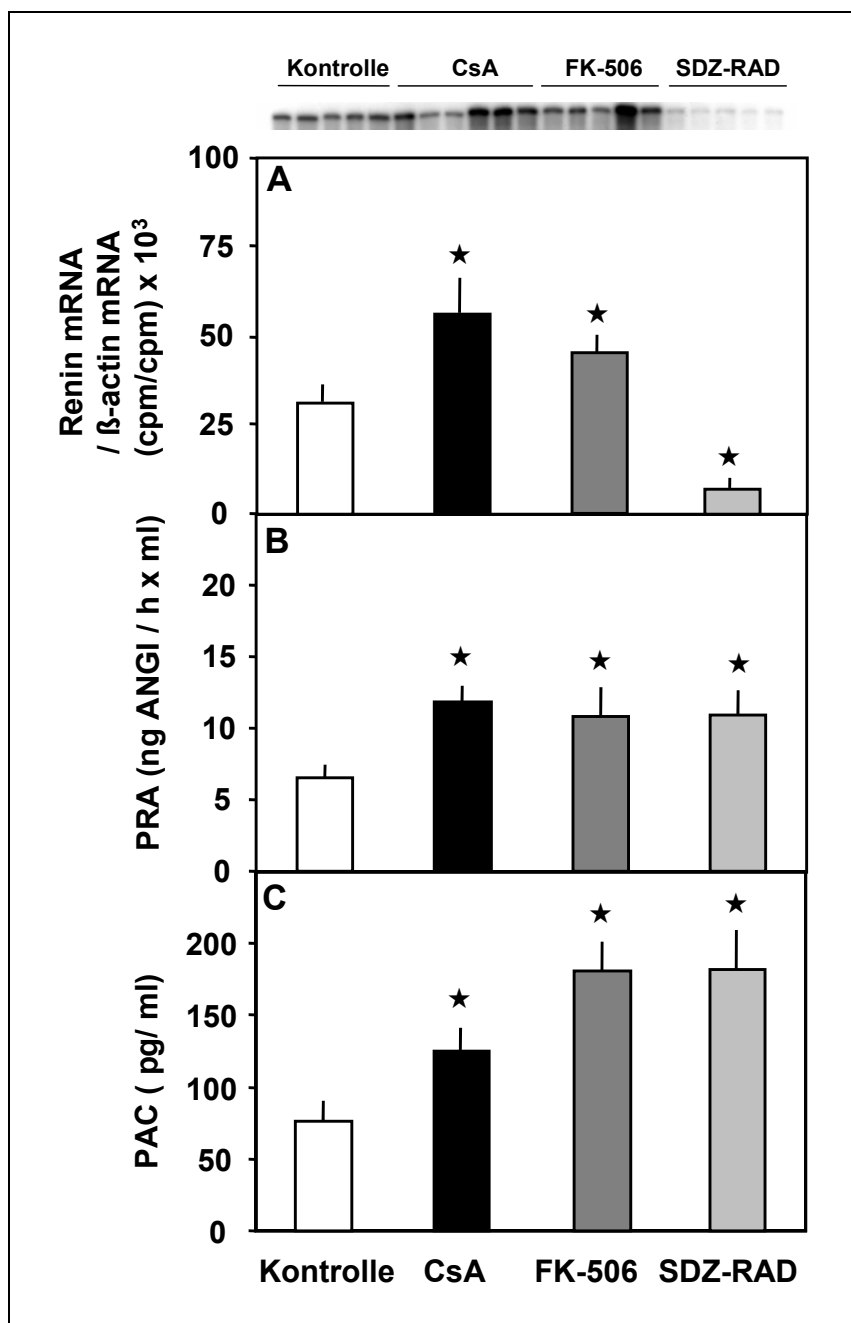 Kontrolle CsA FK-506 SDZ-RAD
A
100
75
50
25
0
Renin mRNA
/ ß-actin mRNA
(cpm/cpm) x 10³
★ ★ ★
B
20
15
10
5
0
PRA (ng ANGI / h x ml)
★ ★ ★
C
200
150
100
50
0
PAC ( pg/ ml)
★ ★ ★
Kontrolle CsA FK-506 SDZ-RAD